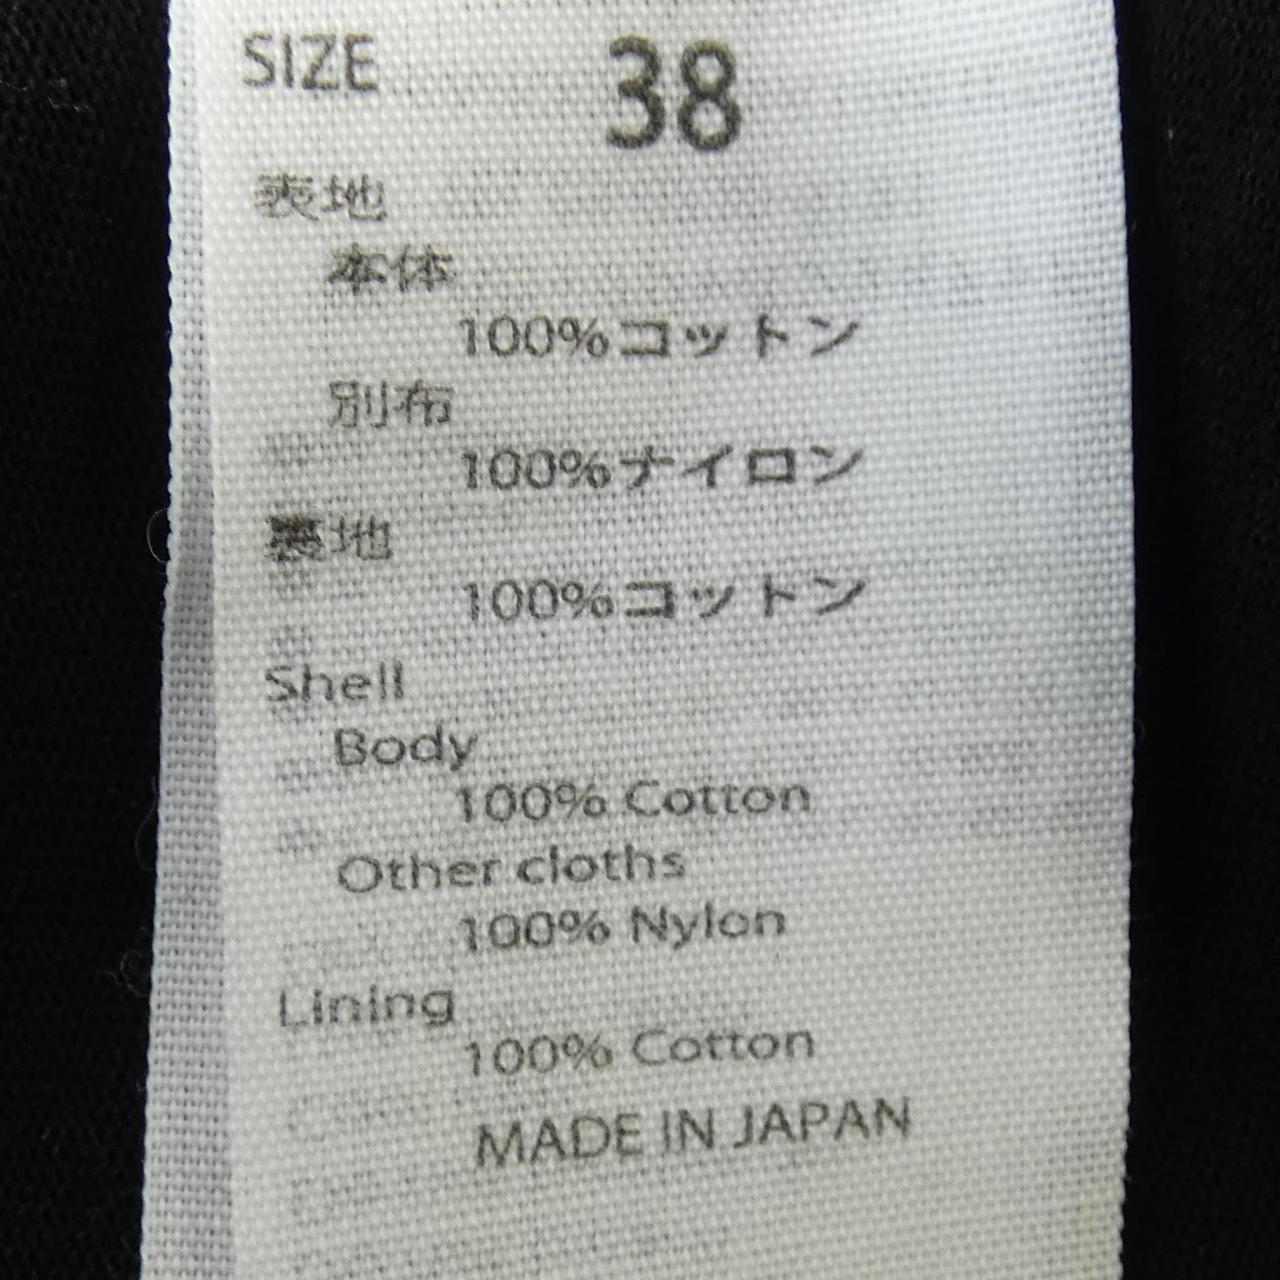 SIZE 38
表地
本体
100%コットン
別布
100%ナイロン
裏地
100%コットン
Shell
Body
100% Cotton
Other cloths
100% Nylon
Lining
100% Cotton
MADE IN JAPAN